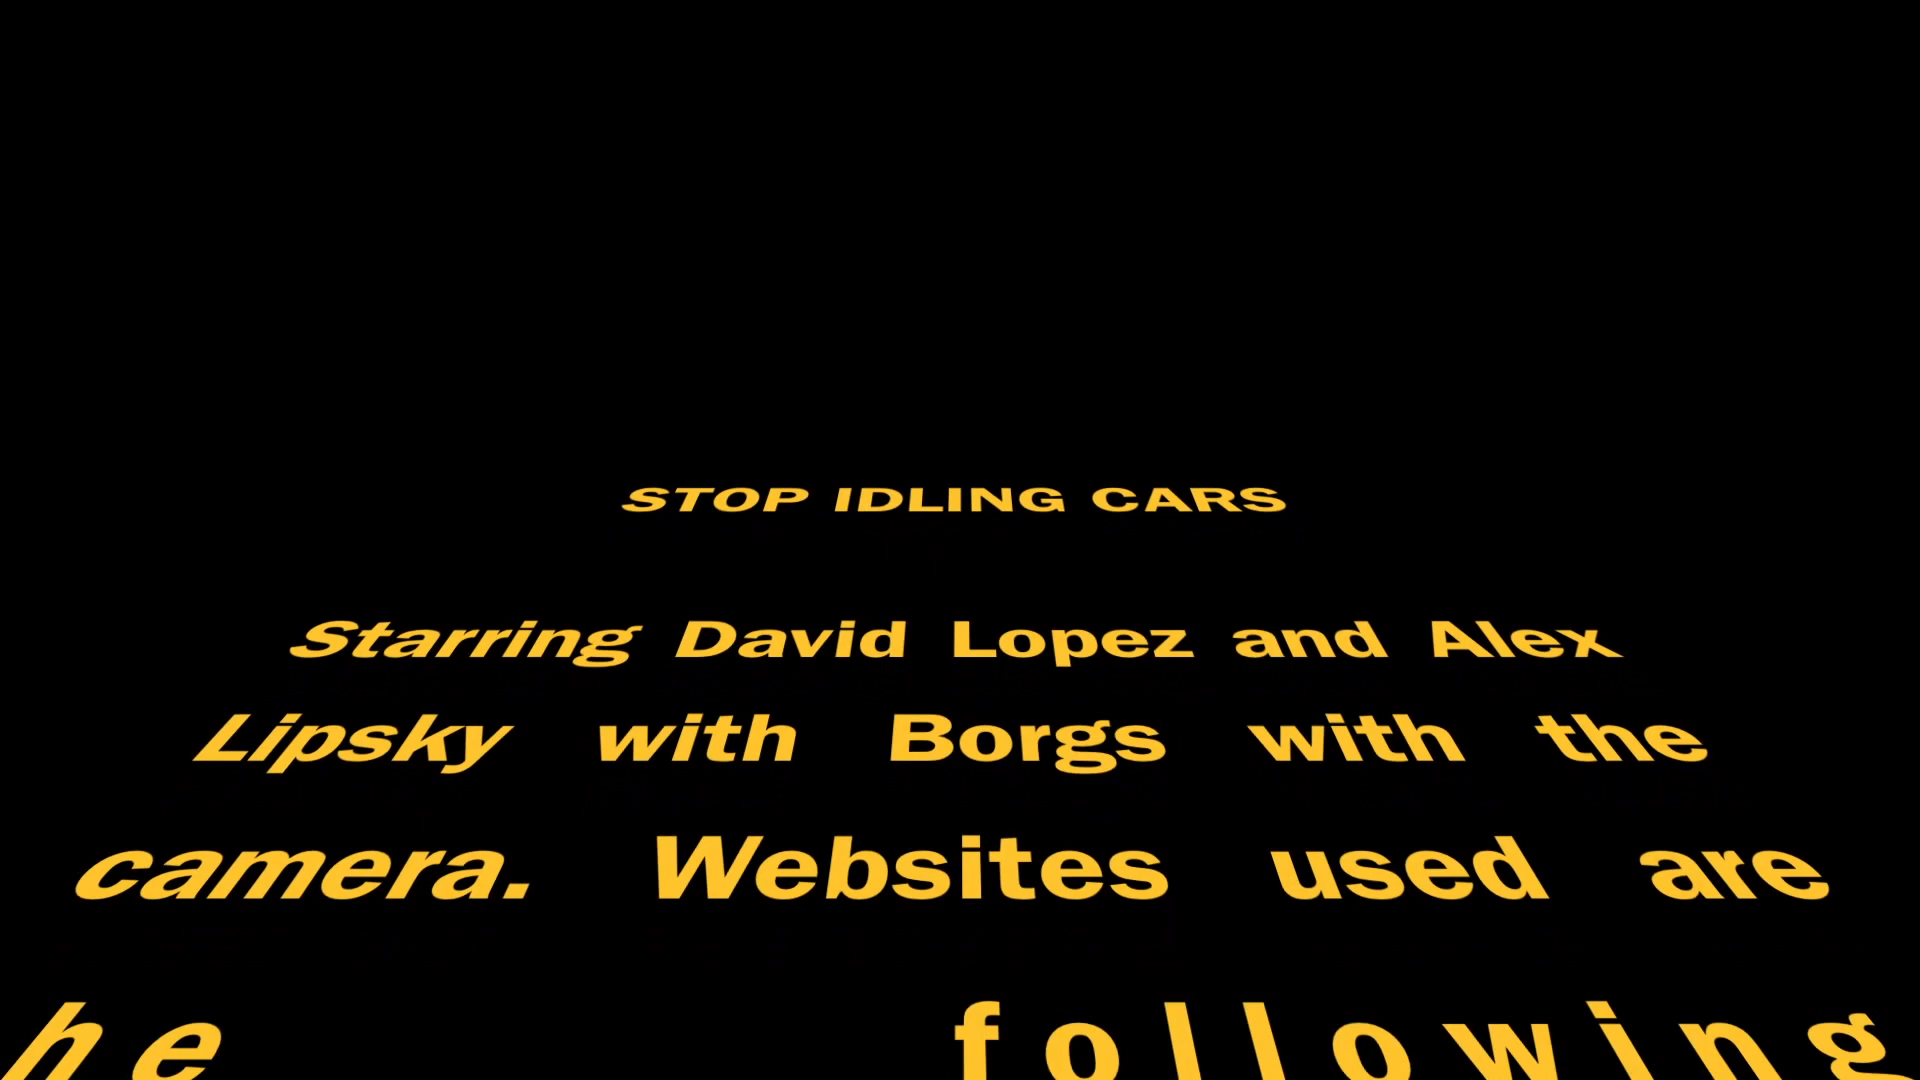 STOP IDLING CARS
Starring David Lopez and Alex
Lipsky with Borgs with the
camera. Websites used are
he following